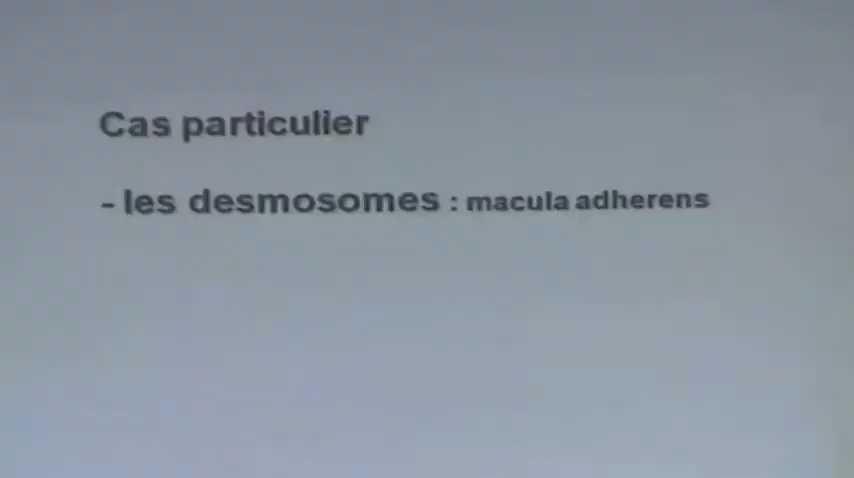 Cas particulier
- les desmosomes : macula adherens